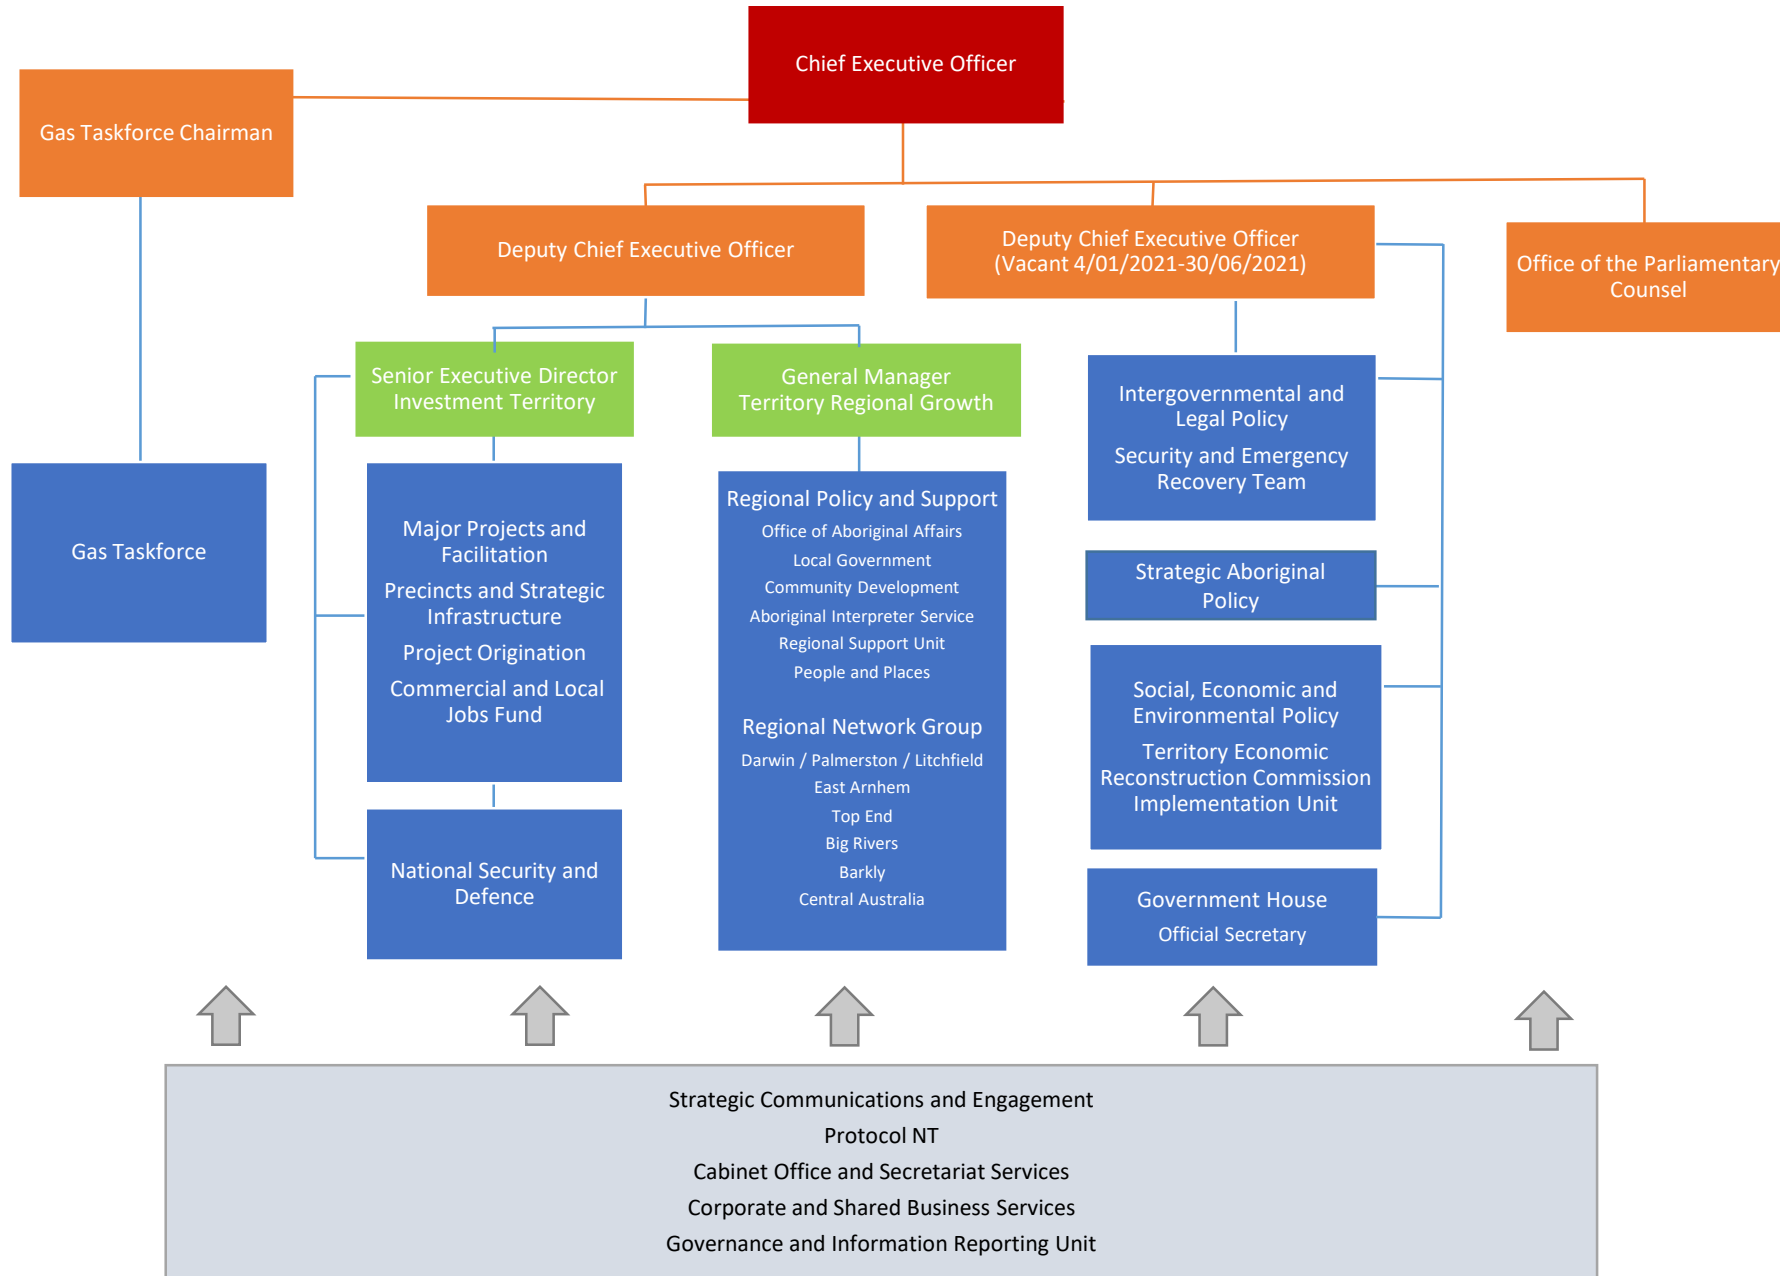 Chief Executive Officer
Gas Taskforce Chairman
Deputy Chief Executive Officer
Deputy Chief Executive Officer
(Vacant 4/01/2021-30/06/2021)
Office of the Parliamentary
Counsel
Senior Executive Director
Investment Territory
General Manager
Territory Regional Growth
Gas Taskforce
Major Projects and
Facilitation
Precincts and Strategic
Infrastructure
Project Origination
Commercial and Local
Jobs Fund
National Security and
Defence
Regional Policy and Support
Office of Aboriginal Affairs
Local Government
Community Development
Aboriginal Interpreter Service
Regional Support Unit
People and Places
Regional Network Group
Darwin / Palmerston / Litchfield
East Arnhem
Top End
Big Rivers
Barkly
Central Australia
Intergovernmental and
Legal Policy
Security and Emergency
Recovery Team
Strategic Aboriginal
Policy
Social, Economic and
Environmental Policy
Territory Economic
Reconstruction Commission
Implementation Unit
Government House
Official Secretary
Strategic Communications and Engagement
Protocol NT
Cabinet Office and Secretariat Services
Corporate and Shared Business Services
Governance and Information Reporting Unit